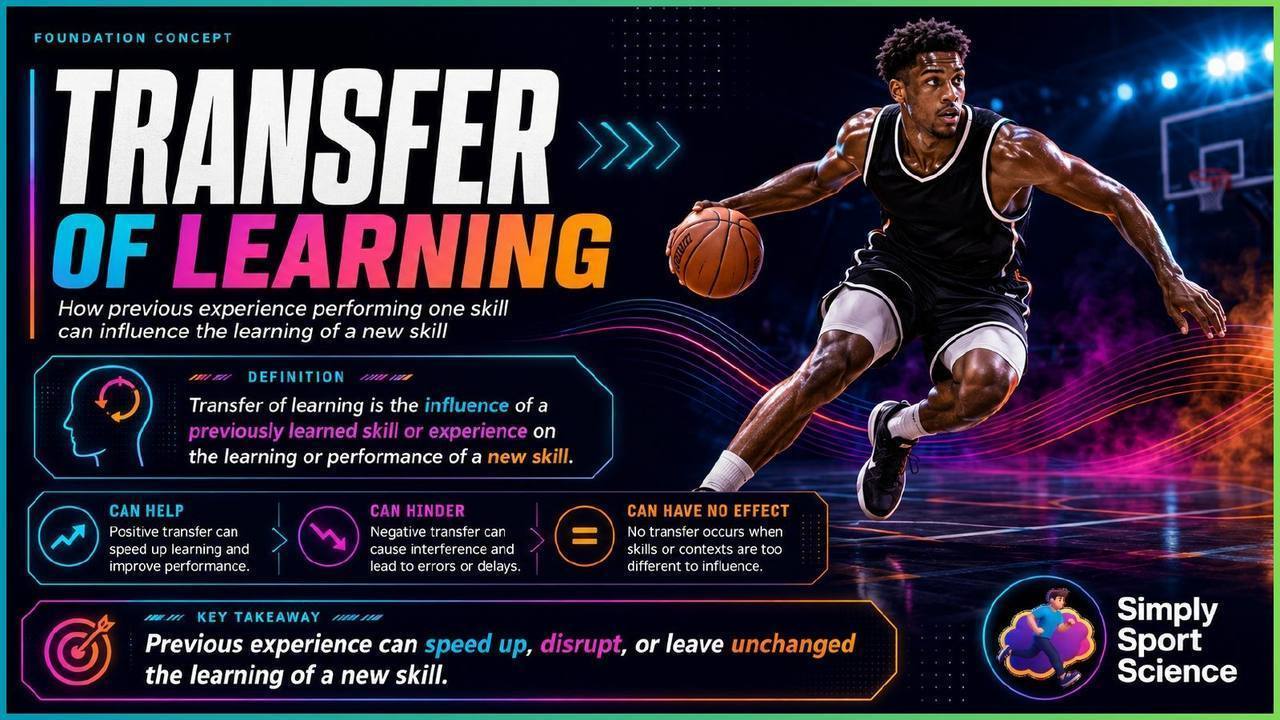 FOUNDATION CONCEPT
TRANSFER
OF LEARNING
How previous experience performing one skill
can influence the learning of a new skill
DEFINITION
Transfer of learning is the influence of a
previously learned skill or experience on
the learning or performance of a new skill.
CAN HELP
Positive transfer can
speed up learning and
improve performance.
CAN HINDER
Negative transfer can
cause interference and
lead to errors or delays.
CAN HAVE NO EFFECT
No transfer occurs when
skills or contexts are too
different to influence.
KEY TAKEAWAY
Previous experience can speed up, disrupt, or leave unchanged
the learning of a new skill.
Simply
Sport
Science